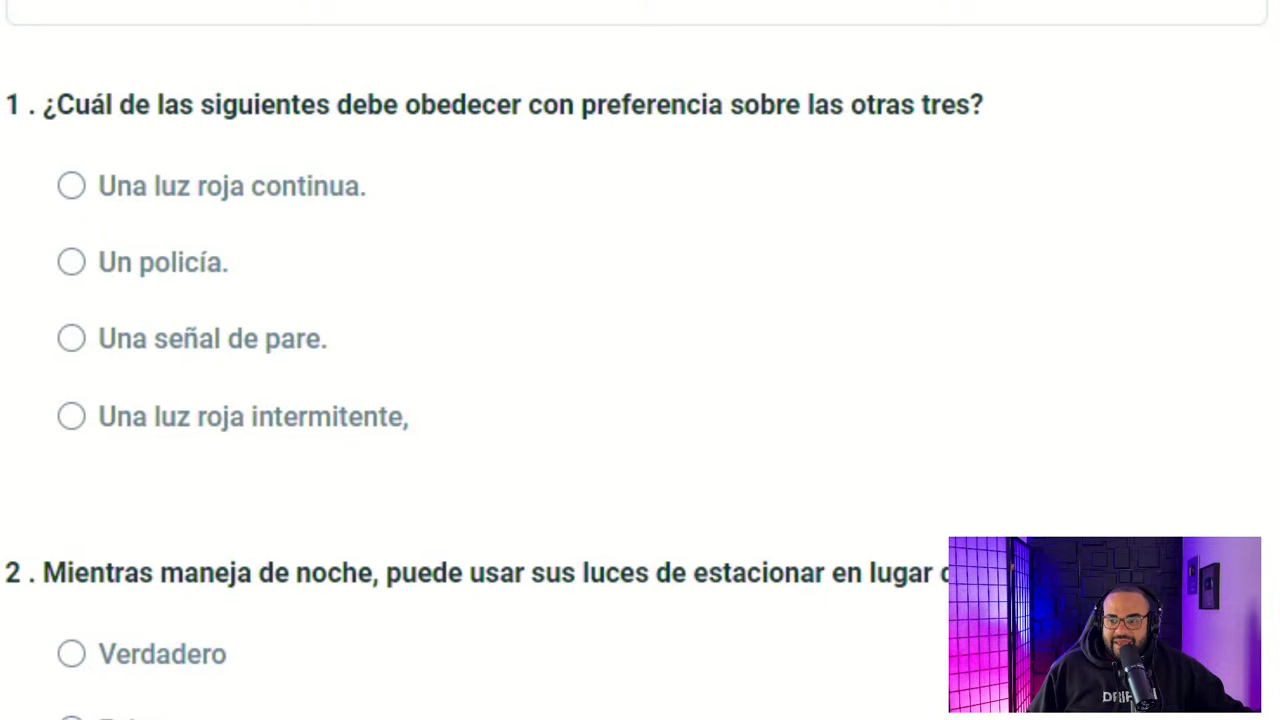 1 . ¿Cuál de las siguientes debe obedecer con preferencia sobre las otras tres?
Una luz roja continua.
Un policía.
Una señal de pare.
Una luz roja intermitente,
2 . Mientras maneja de noche, puede usar sus luces de estacionar en lugar
Verdadero